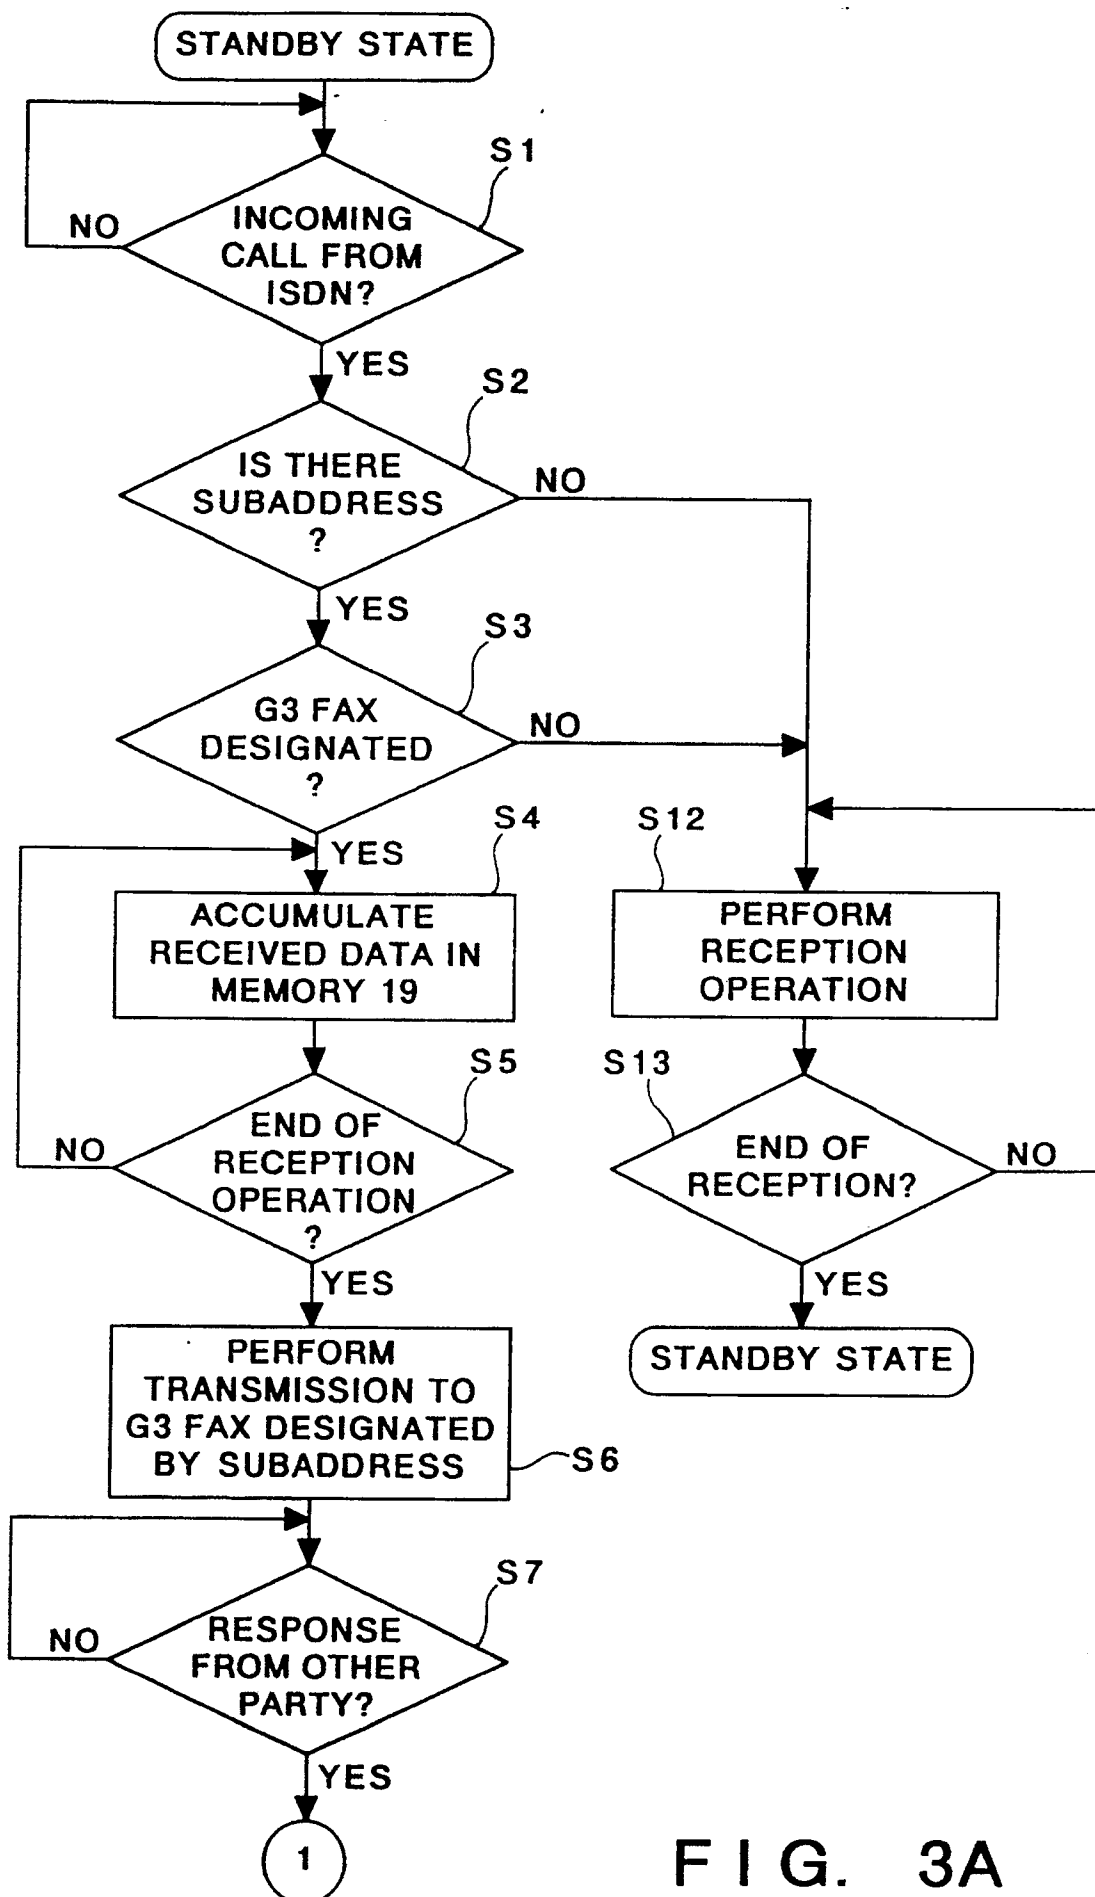 STANDBY STATE
S1
NO
INCOMING
CALL FROM
ISDN?
YES
S2
IS THERE
SUBADDRESS
?
NO
YES
S3
G3 FAX
DESIGNATED
?
NO
YES
S4
ACCUMULATE
RECEIVED DATA IN
MEMORY 19
S12
PERFORM
RECEPTION
OPERATION
S5
END OF
RECEPTION
OPERATION
?
NO
YES
S13
END OF
RECEPTION?
NO
YES
STANDBY STATE
PERFORM
TRANSMISSION TO
G3 FAX DESIGNATED
BY SUBADDRESS
S6
S7
NO
RESPONSE
FROM OTHER
PARTY?
YES
1
FIG. 3A